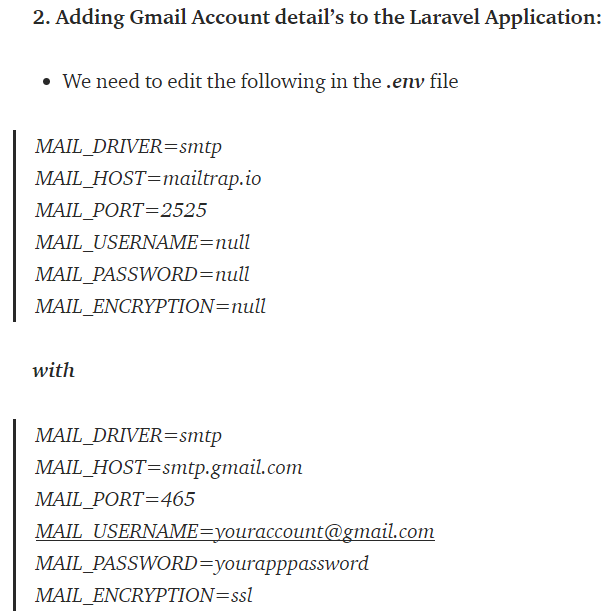 2. Adding Gmail Account detail’s to the Laravel Application:
• We need to edit the following in the .env file
MAIL_DRIVER=smtp
MAIL_HOST=mailtrap.io
MAIL_PORT=2525
MAIL_USERNAME=null
MAIL_PASSWORD=null
MAIL_ENCRYPTION=null
with
MAIL_DRIVER=smtp
MAIL_HOST=smtp.gmail.com
MAIL_PORT=465
MAIL_USERNAME=youraccount@gmail.com
MAIL_PASSWORD=yourapppassword
MAIL_ENCRYPTION=ssl